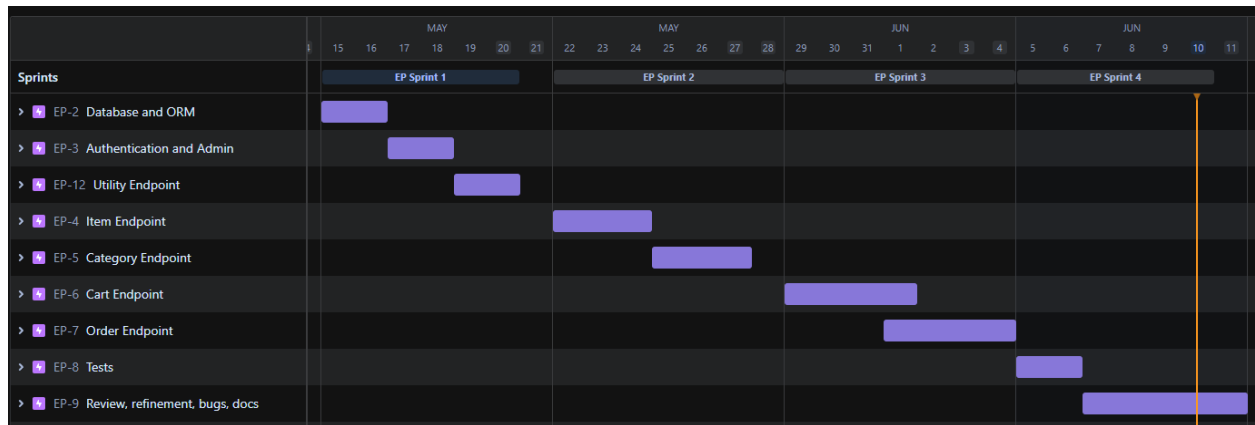 MAY MAY JUN JUN
15 16 17 18 19 20 21 22 23 24 25 26 27 28 29 30 31 1 2 3 4 5 6 7 8 9 10 11
Sprints EP Sprint 1 EP Sprint 2 EP Sprint 3 EP Sprint 4
EP-2 Database and ORM
EP-3 Authentication and Admin
EP-12 Utility Endpoint
EP-4 Item Endpoint
EP-5 Category Endpoint
EP-6 Cart Endpoint
EP-7 Order Endpoint
EP-8 Tests
EP-9 Review, refinement, bugs, docs